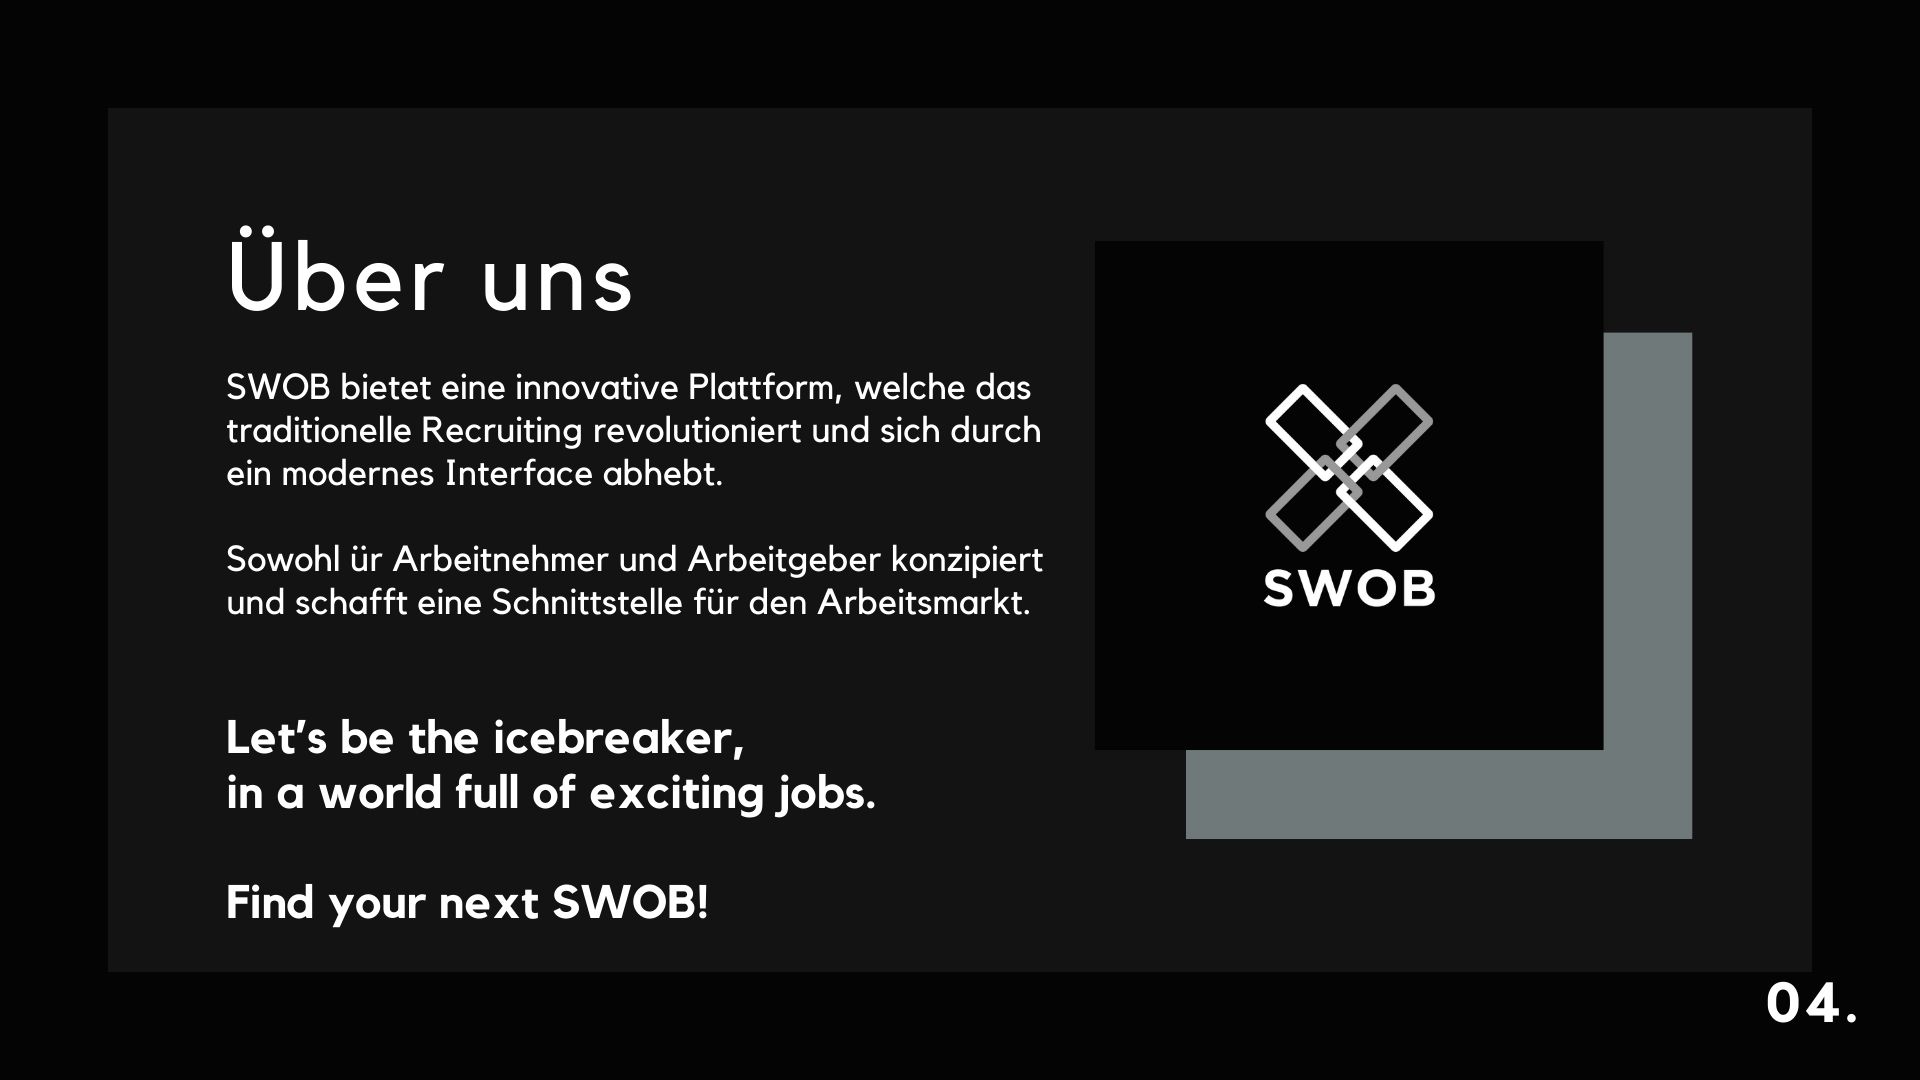 Über uns
SWOB bietet eine innovative Plattform, welche das
traditionelle Recruiting revolutioniert und sich durch
ein modernes Interface abhebt.
Sowohl ür Arbeitnehmer und Arbeitgeber konzipiert
und schafft eine Schnittstelle für den Arbeitsmarkt.
Let's be the icebreaker,
in a world full of exciting jobs.
Find your next SWOB!
SWOB
04.